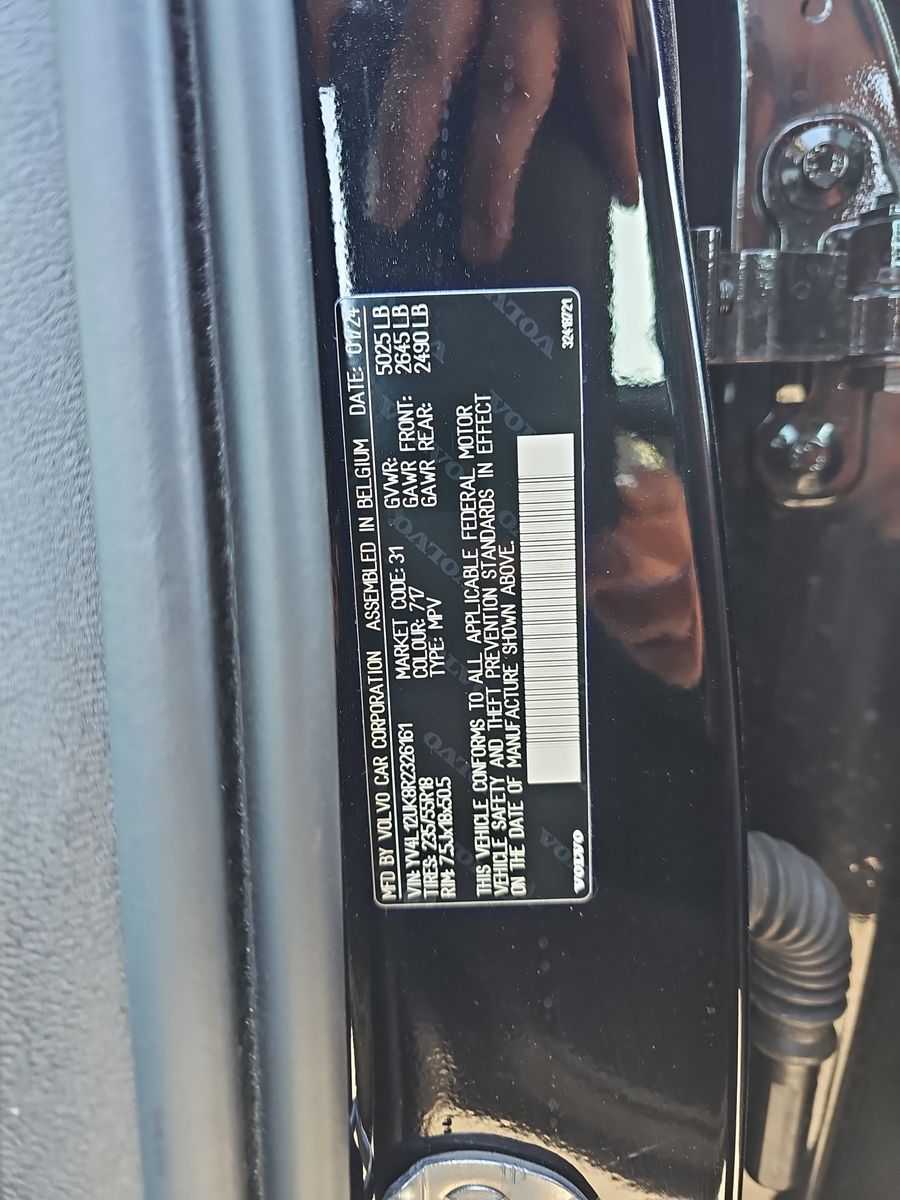 MFD BY VOLVO CAR CORPORATION ASSEMBLED IN BELGIUM DATE: 01/24
VIN: YV4L12UK8R2326161
TIRES: 235/55R18
RIM: 7.5Jx18x50.5
MARKET CODE: 31
COLOUR: 717
TYPE: MPV
GVWR: 5025 LB
GAWR FRONT: 2645 LB
GAWR REAR: 2490 LB
THIS VEHICLE CONFORMS TO ALL APPLICABLE FEDERAL MOTOR
VEHICLE SAFETY AND THEFT PREVENTION STANDARDS IN EFFECT
ON THE DATE OF MANUFACTURE SHOWN ABOVE.
VOLVO
32418721